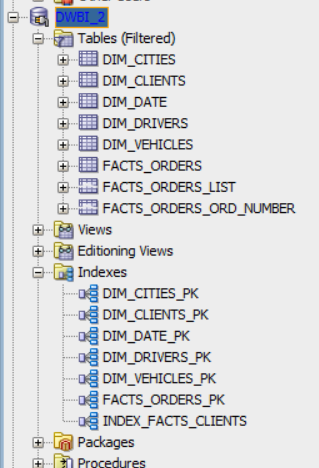 DWBI_2
Tables (Filtered)
DIM_CITIES
DIM_CLIENTS
DIM_DATE
DIM_DRIVERS
DIM_VEHICLES
FACTS_ORDERS
FACTS_ORDERS_LIST
FACTS_ORDERS_ORD_NUMBER
Views
Editioning Views
Indexes
DIM_CITIES_PK
DIM_CLIENTS_PK
DIM_DATE_PK
DIM_DRIVERS_PK
DIM_VEHICLES_PK
FACTS_ORDERS_PK
INDEX_FACTS_CLIENTS
Packages
Procedures